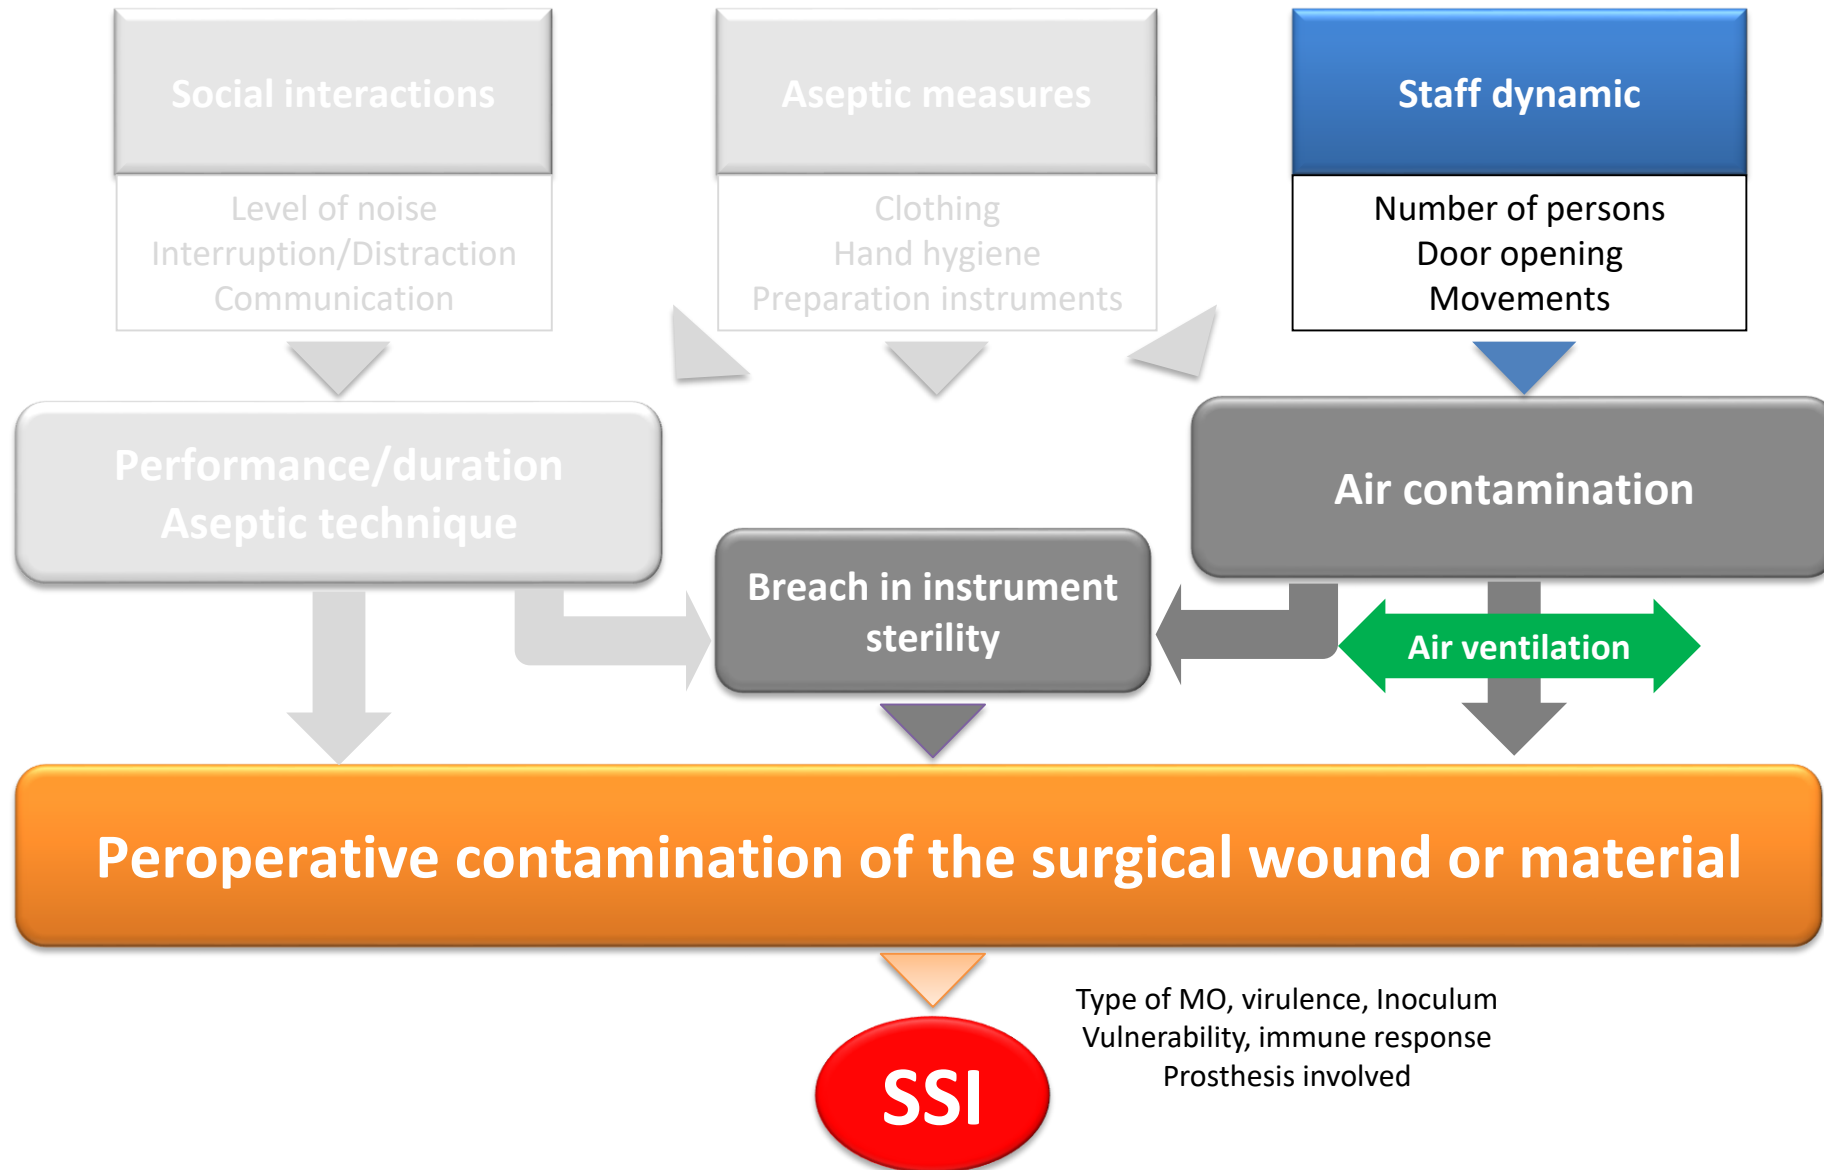 Social interactions
Level of noise
Interruption/Distraction
Communication
Aseptic measures
Clothing
Hand hygiene
Preparation instruments
Staff dynamic
Number of persons
Door opening
Movements
Performance/duration
Aseptic technique
Air contamination
Breach in instrument
sterility
Air ventilation
Peroperative contamination of the surgical wound or material
Type of MO, virulence, Inoculum
Vulnerability, immune response
Prosthesis involved
SSI